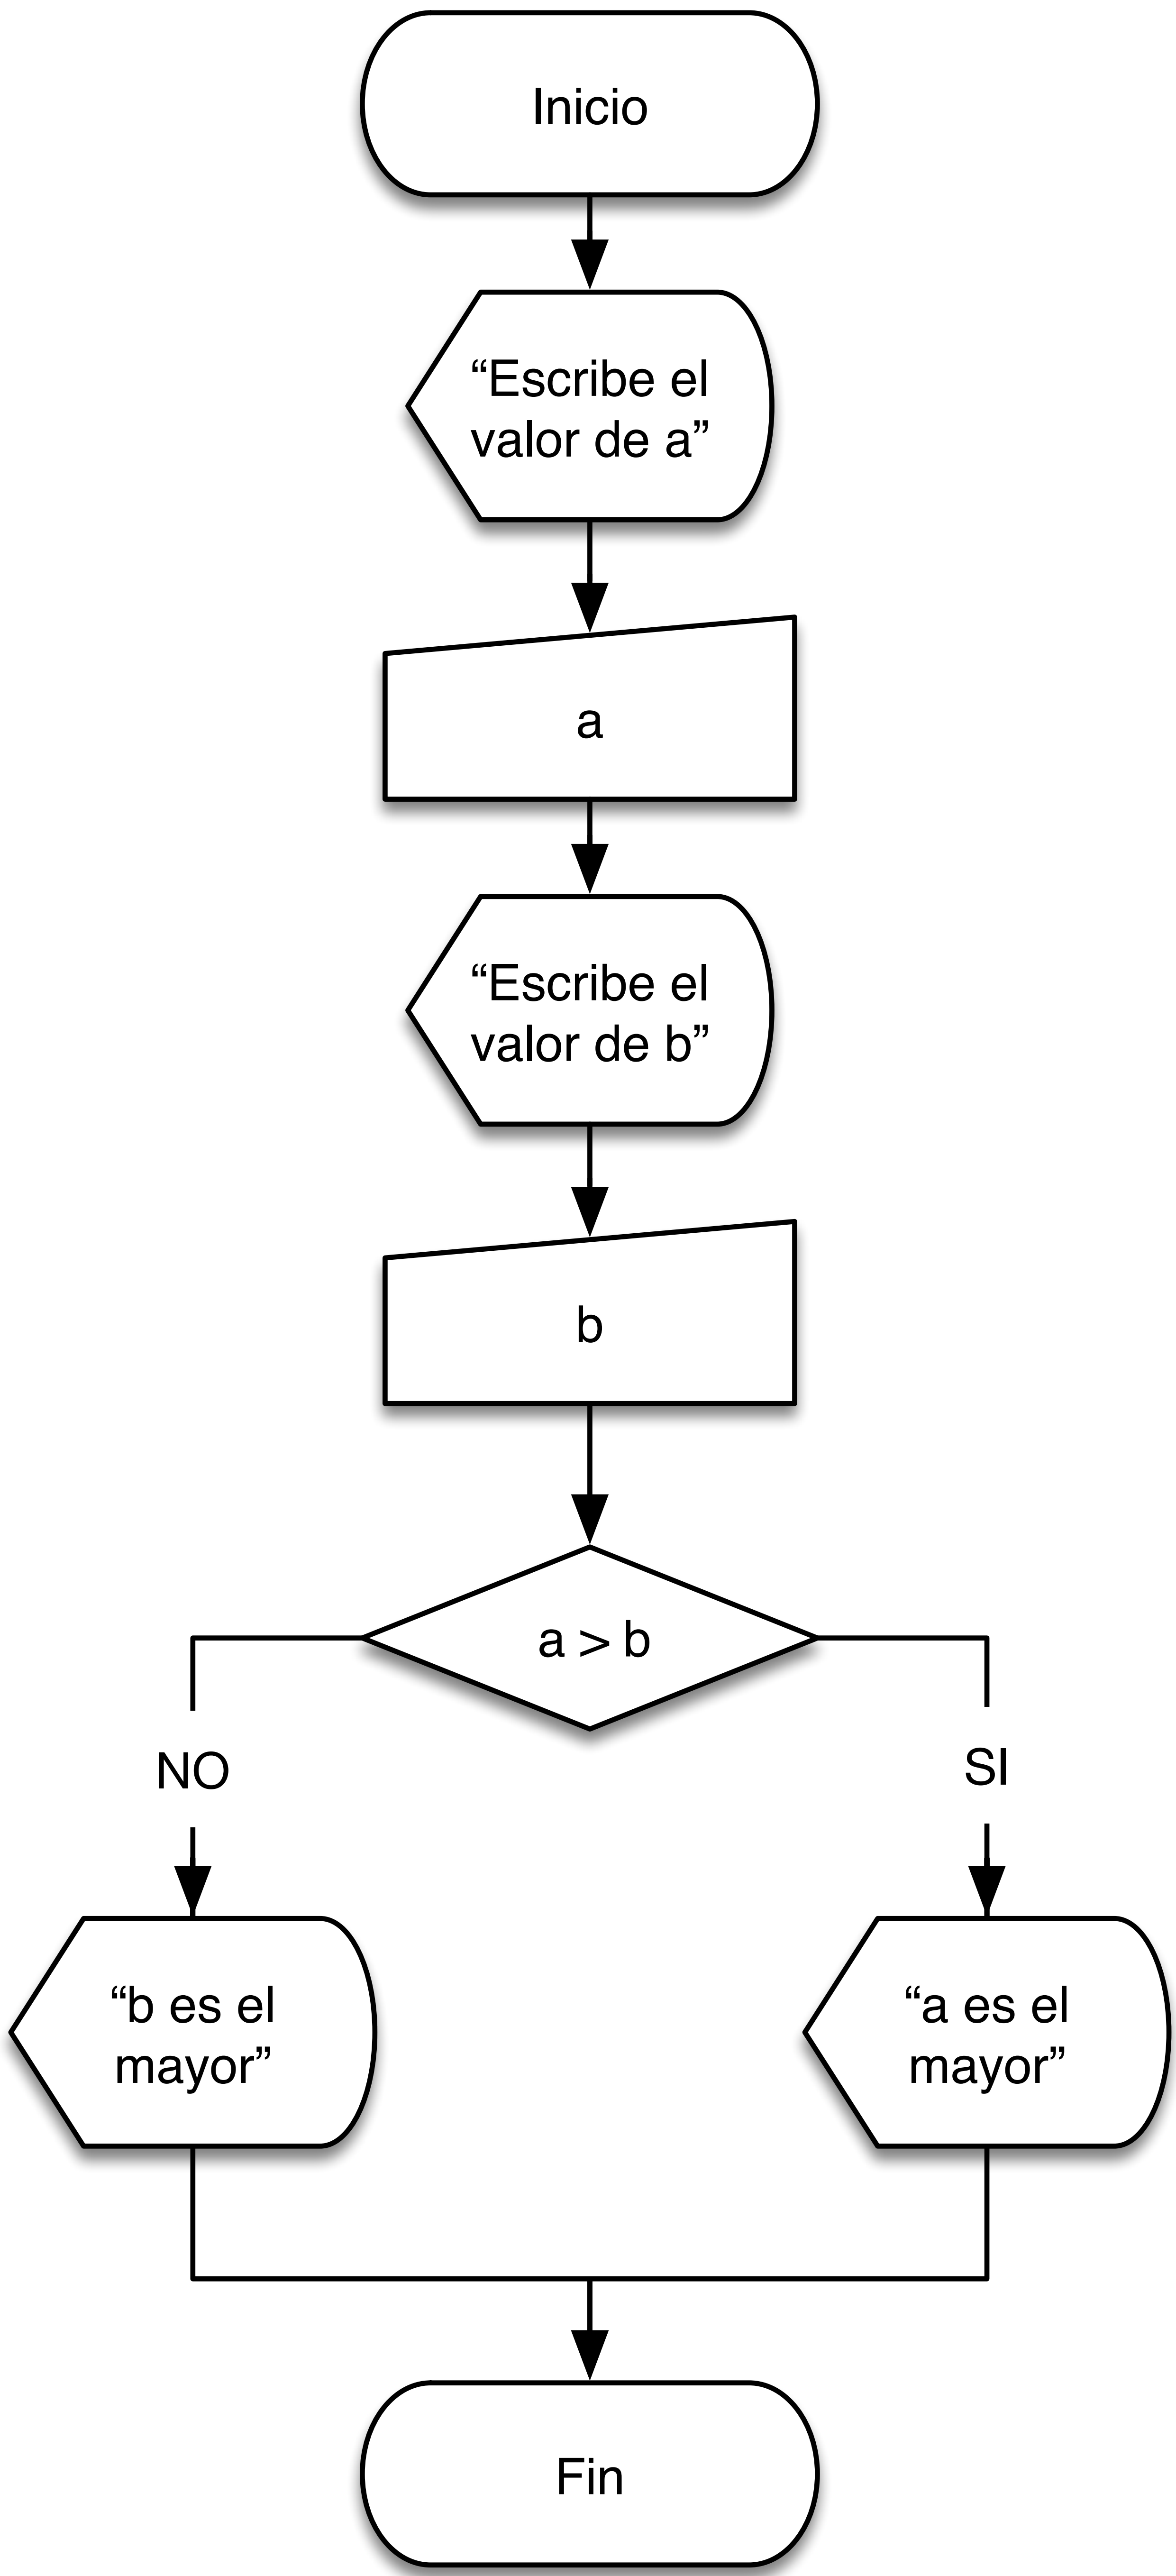 Inicio
“Escribe el
valor de a”
a
“Escribe el
valor de b”
b
a > b
NO
SI
“b es el
mayor”
“a es el
mayor”
Fin